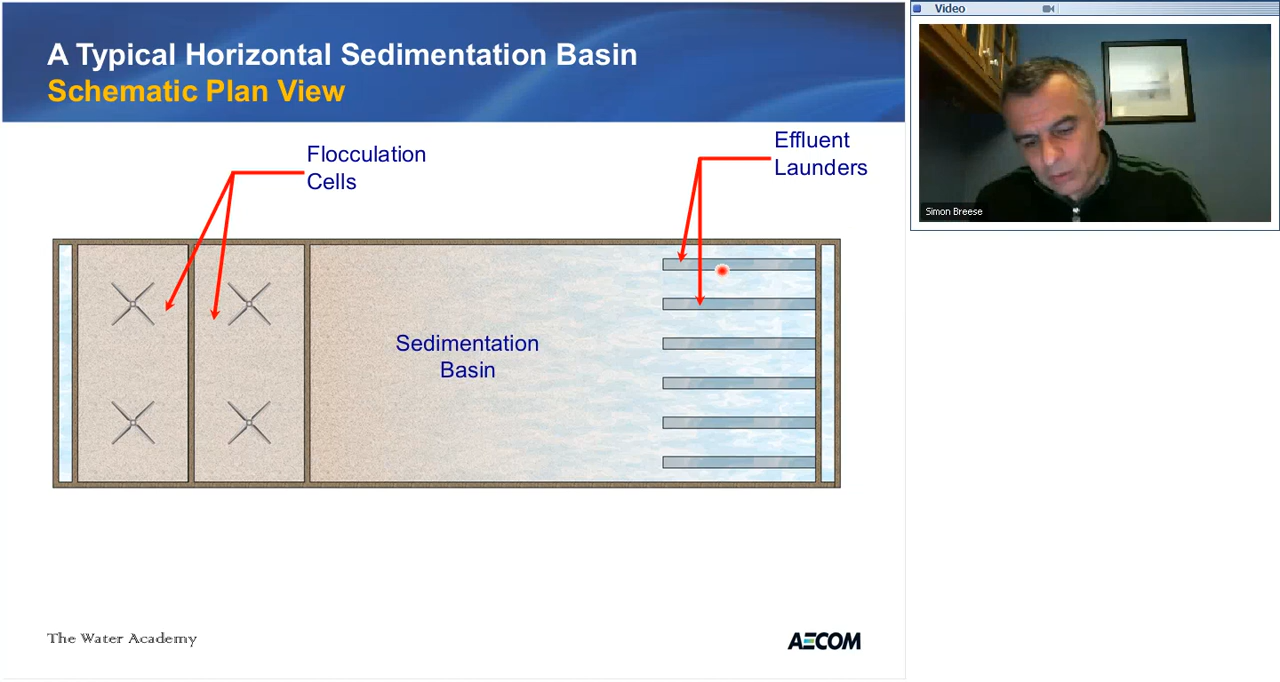 A Typical Horizontal Sedimentation Basin
Schematic Plan View
Flocculation
Cells
Effluent
Launders
Sedimentation
Basin
The Water Academy
AECOM
Video
Simon Breese